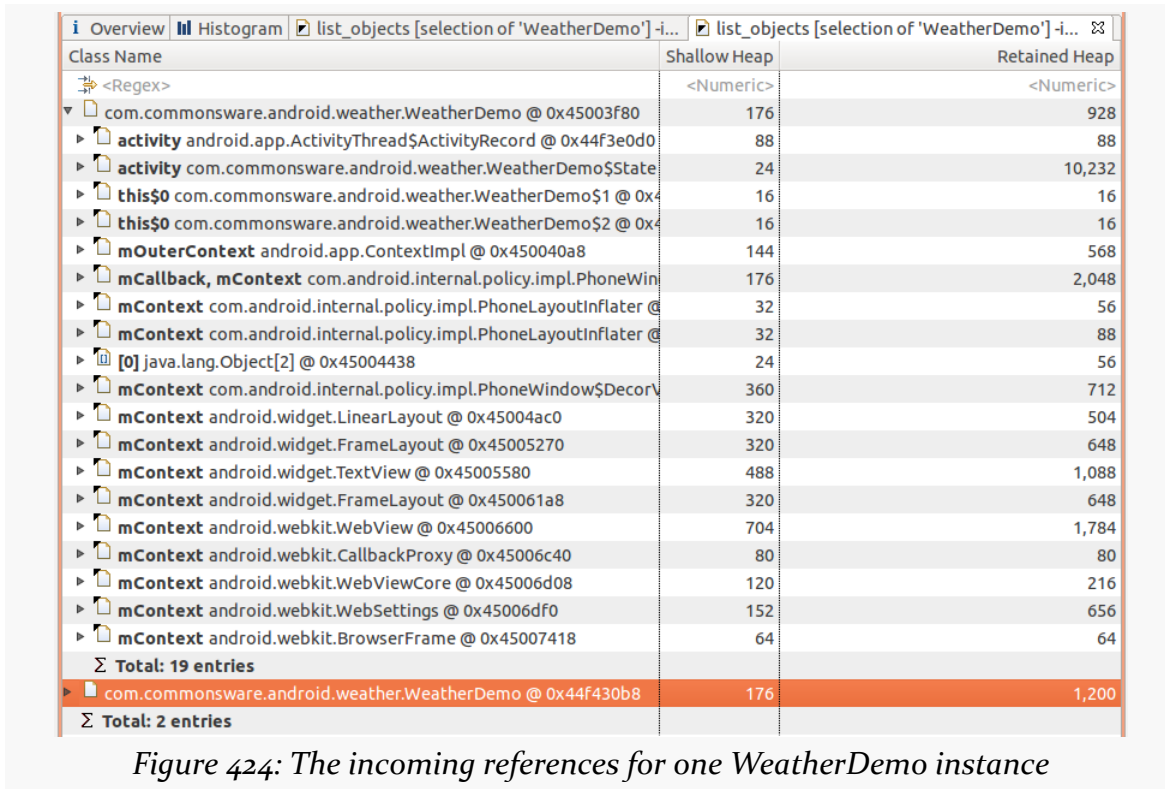 i Overview Histogram list_objects [selection of 'WeatherDemo'] -i... list_objects [selection of 'WeatherDemo'] -i...
Class Name Shallow Heap Retained Heap
<Regex> <Numeric> <Numeric>
com.commonsware.android.weather.WeatherDemo @ 0x45003f80 176 928
activity android.app.ActivityThread$ActivityRecord @ 0x44f3e0d0 88 88
activity com.commonsware.android.weather.WeatherDemo$State 24 10,232
this$0 com.commonsware.android.weather.WeatherDemo$1 @ 0x4 16 16
this$0 com.commonsware.android.weather.WeatherDemo$2 @ 0x4 16 16
mOuterContext android.app.ContextImpl @ 0x450040a8 144 568
mCallback, mContext com.android.internal.policy.impl.PhoneWin 176 2,048
mContext com.android.internal.policy.impl.PhoneLayoutInflater @ 32 56
mContext com.android.internal.policy.impl.PhoneLayoutInflater @ 32 88
[0] java.lang.Object[2] @ 0x45004438 24 56
mContext com.android.internal.policy.impl.PhoneWindow$DecorV 360 712
mContext android.widget.LinearLayout @ 0x45004ac0 320 504
mContext android.widget.FrameLayout @ 0x45005270 320 648
mContext android.widget.TextView @ 0x45005580 488 1,088
mContext android.widget.FrameLayout @ 0x450061a8 320 648
mContext android.webkit.WebView @ 0x45006600 704 1,784
mContext android.webkit.CallbackProxy @ 0x45006c40 80 80
mContext android.webkit.WebViewCore @ 0x45006d08 120 216
mContext android.webkit.WebSettings @ 0x45006df0 152 656
mContext android.webkit.BrowserFrame @ 0x45007418 64 64
Σ Total: 19 entries
com.commonsware.android.weather.WeatherDemo @ 0x44f430b8 176 1,200
Σ Total: 2 entries
Figure 424: The incoming references for one WeatherDemo instance